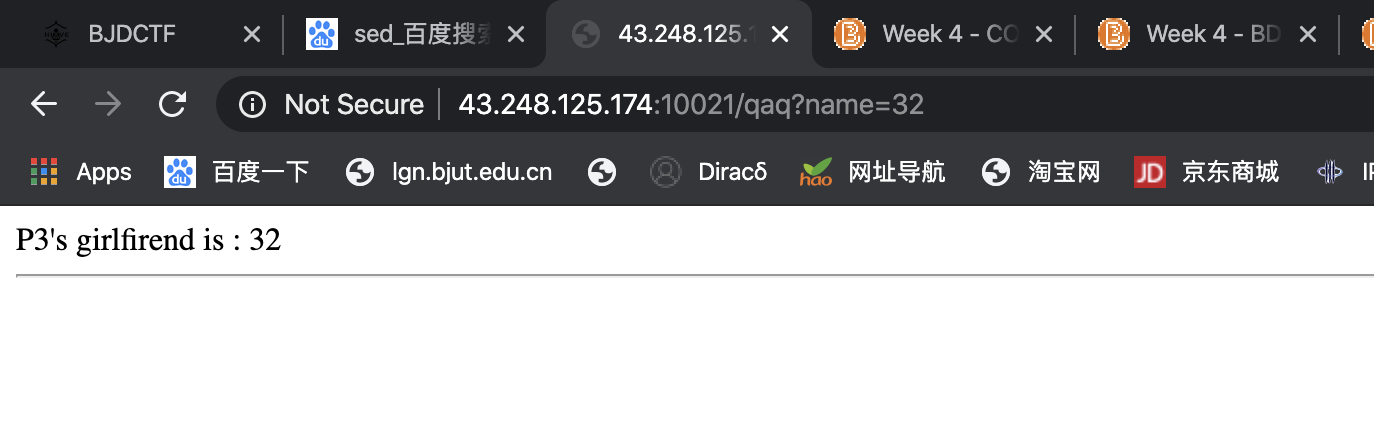 BJDCTF sed_百度搜索 43.248.125.1 Week 4 - CO Week 4 - BD
Not Secure 43.248.125.174:10021/qaq?name=32
Apps 百度一下 lgn.bjut.edu.cn Diracδ hao 网址导航 淘宝网 JD 京东商城 IP
P3's girlfirend is : 32